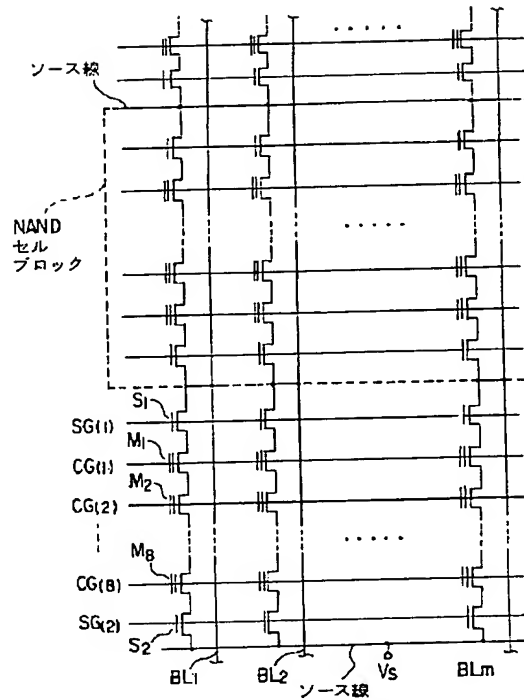 ソース線
NAND
セル
ブロック
S1
SG(1)
M1
CG(1)
M2
CG(2)
M8
CG(8)
SG(2)
S2
BL1
BL2
ソース線
Vs
BLm